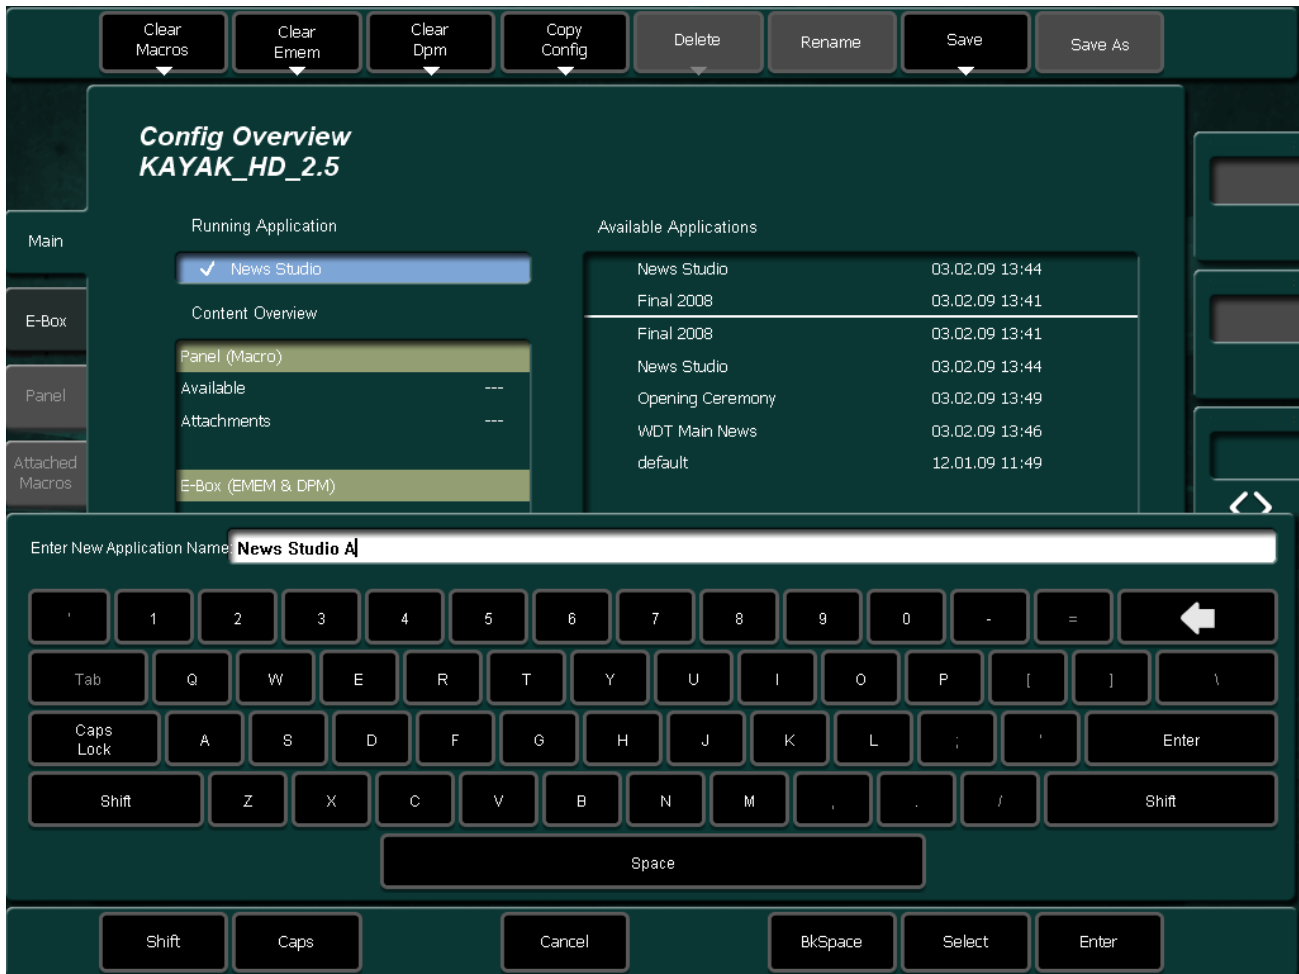 Clear Macros
Clear Emem
Clear Dpm
Copy Config
Delete
Rename
Save
Save As
Config Overview
KAYAK_HD_2.5
Main
E-Box
Panel
Attached Macros
Running Application
✓ News Studio
Content Overview
Panel (Macro)
Available ---
Attachments ---
E-Box (EMEM & DPM)
Available Applications
News Studio 03.02.09 13:44
Final 2008 03.02.09 13:41
Final 2008 03.02.09 13:41
News Studio 03.02.09 13:44
Opening Ceremony 03.02.09 13:49
WDT Main News 03.02.09 13:46
default 12.01.09 11:49
<>
Enter New Application Name: News Studio A
' 1 2 3 4 5 6 7 8 9 0 - =
Tab Q W E R T Y U I O P [ ] \
Caps Lock A S D F G H J K L ; ' Enter
Shift Z X C V B N M , . / Shift
Space
Shift Caps Cancel BkSpace Select Enter